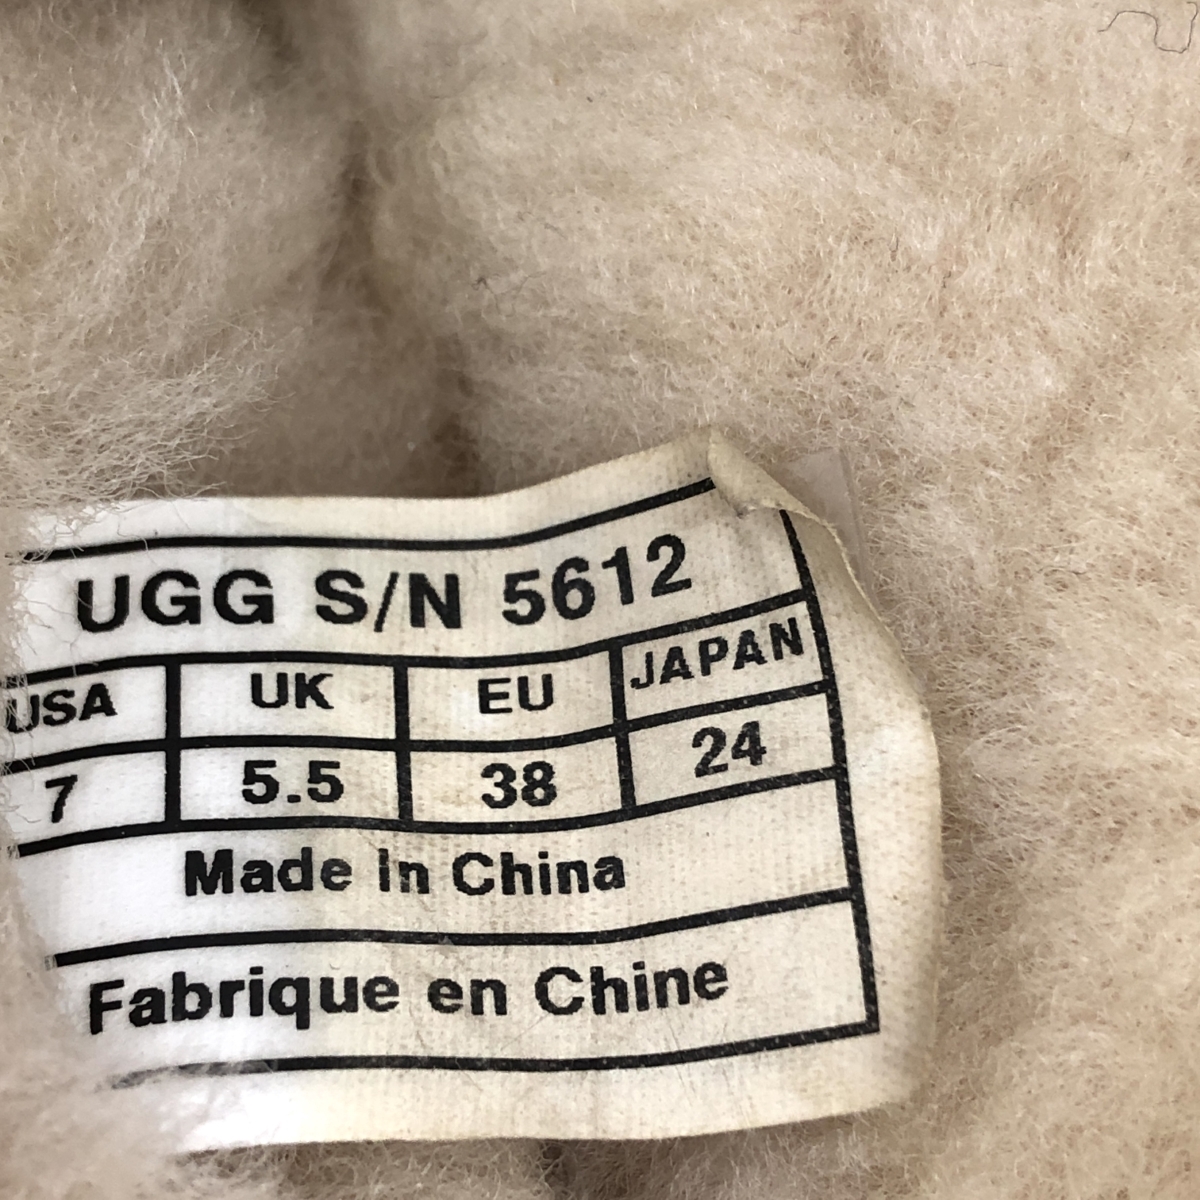 UGG S/N 5612
USA UK EU JAPAN
7 5.5 38 24
Made in China
Fabrique en Chine